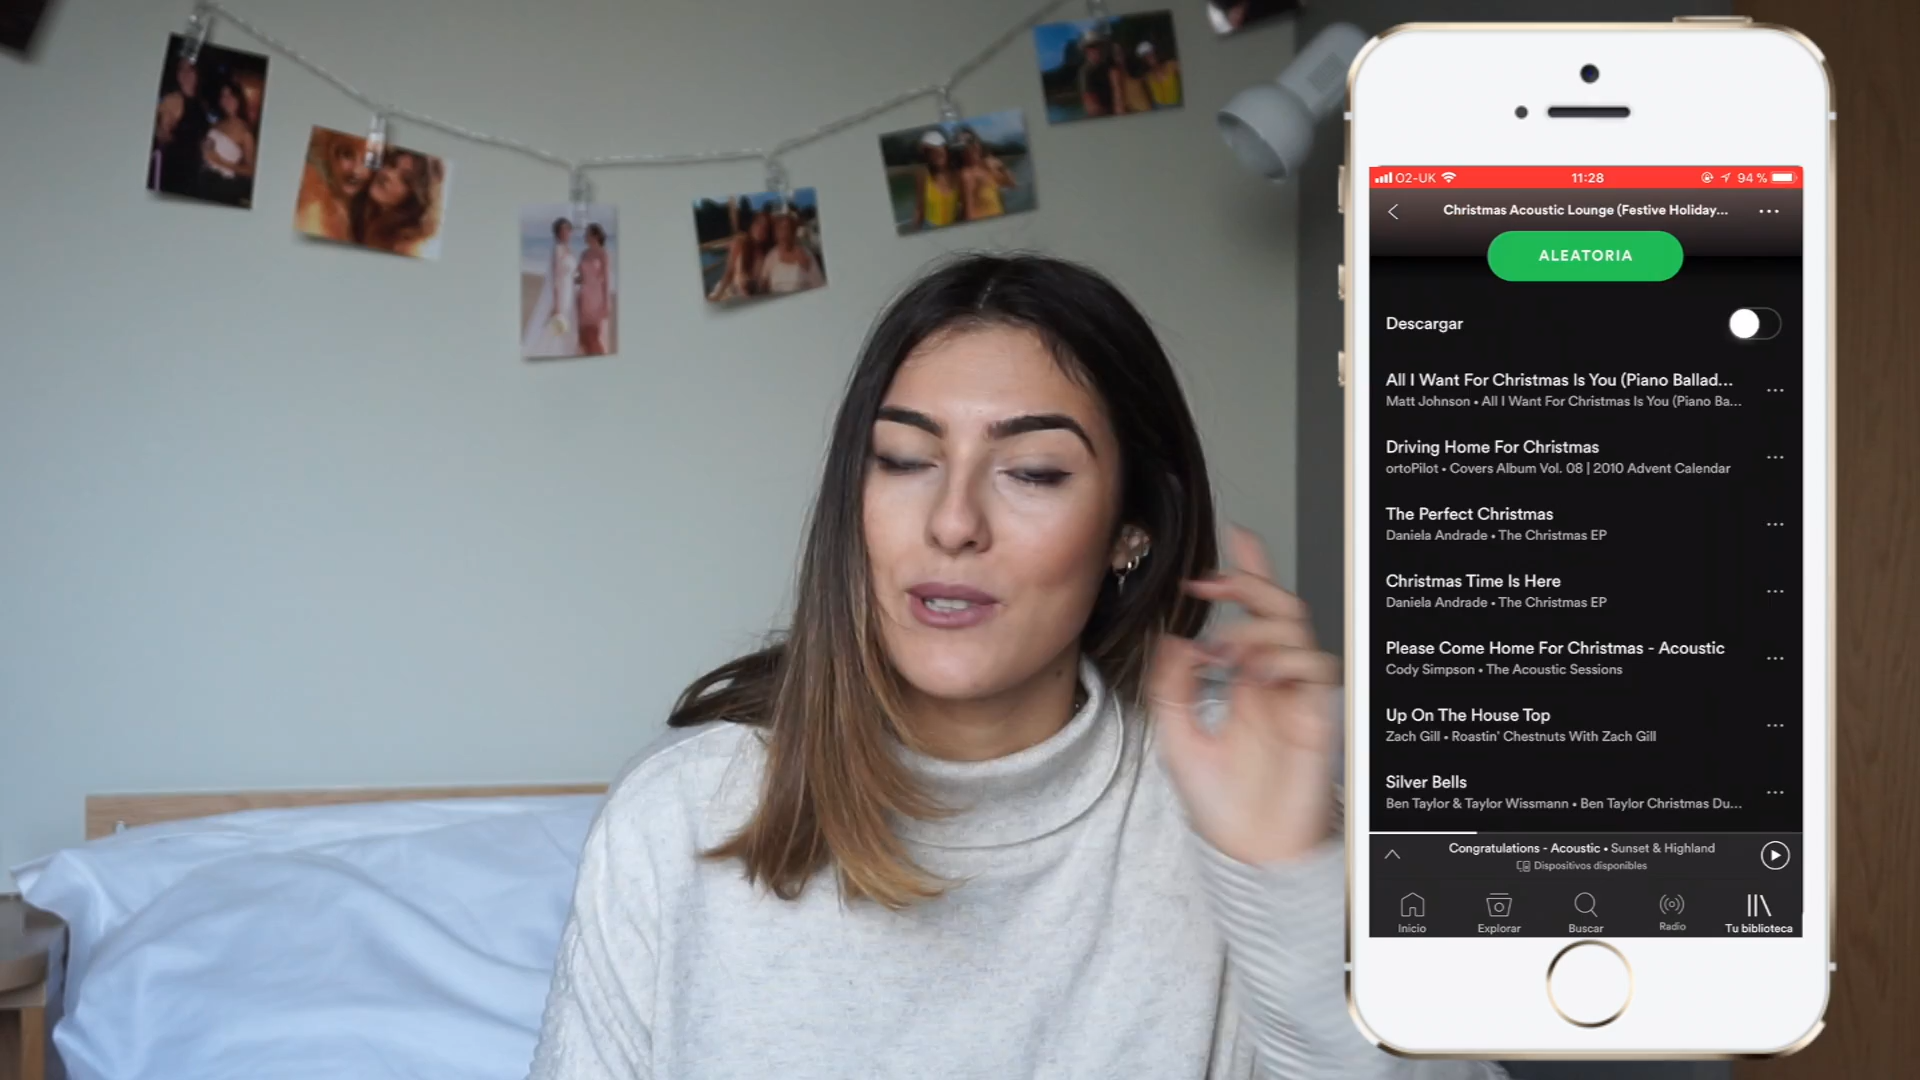 O2-UK 11:28 94 %
Christmas Acoustic Lounge (Festive Holiday...
ALEATORIA
Descargar
All I Want For Christmas Is You (Piano Ballad...
Matt Johnson • All I Want For Christmas Is You (Piano Ba...
Driving Home For Christmas
ortoPilot • Covers Album Vol. 08 | 2010 Advent Calendar
The Perfect Christmas
Daniela Andrade • The Christmas EP
Christmas Time Is Here
Daniela Andrade • The Christmas EP
Please Come Home For Christmas - Acoustic
Cody Simpson • The Acoustic Sessions
Up On The House Top
Zach Gill • Roastin' Chestnuts With Zach Gill
Silver Bells
Ben Taylor & Taylor Wissmann • Ben Taylor Christmas Du...
Congratulations - Acoustic • Sunset & Highland
Dispositivos disponibles
Inicio Explorar Buscar Radio Tu biblioteca